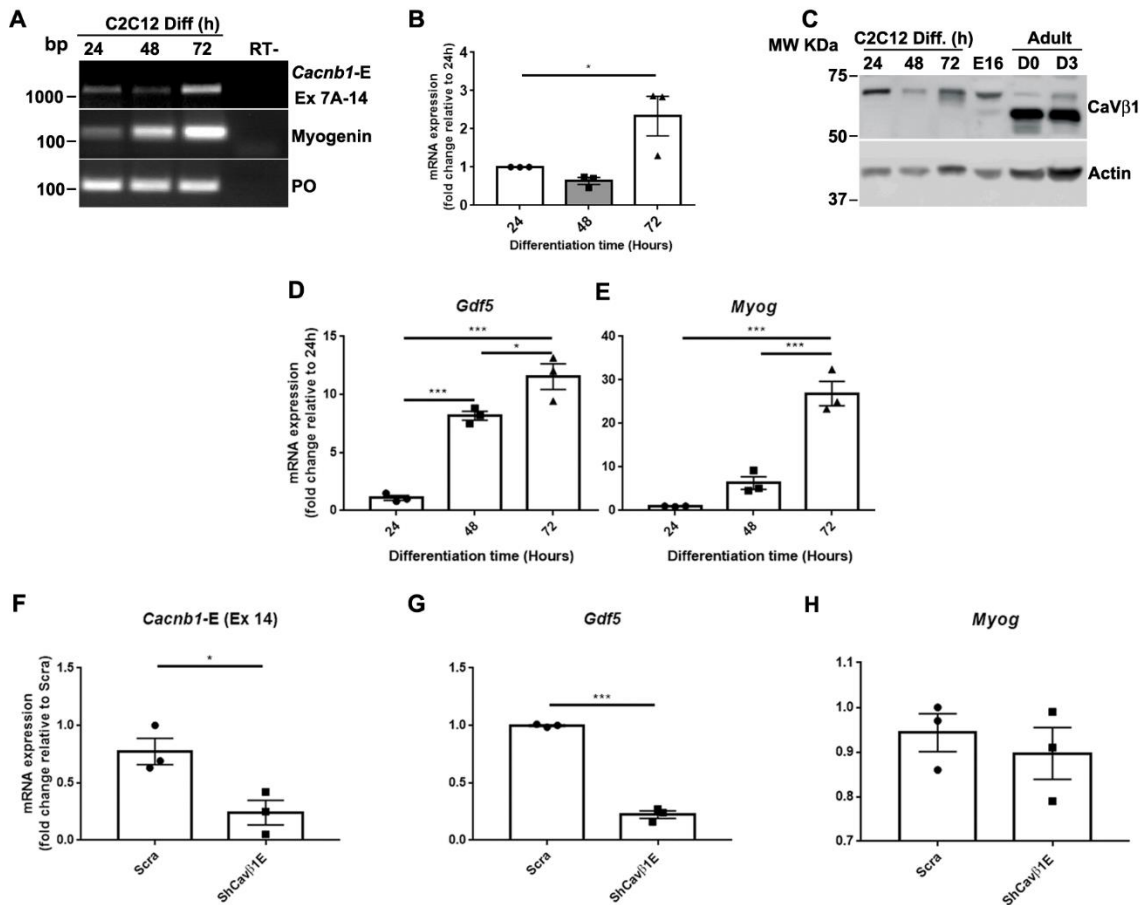 A
C2C12 Diff (h)
bp 24 48 72 RT-
1000 Cacnb1-E
Ex 7A-14
100 Myogenin
100 PO
B
mRNA expression
(fold change relative to 24h)
4
3
2
1
0
*
24 48 72
Differentiation time (Hours)
C
MW KDa C2C12 Diff. (h) Adult
24 48 72 E16 D0 D3
75
CaVβ1
50
Actin
37
D
Gdf5
mRNA expression
(fold change relative to 24h)
15
10
5
0
***
*
***
24 48 72
Differentiation time (Hours)
E
Myog
40
30
20
10
0
***
***
24 48 72
Differentiation time (Hours)
F
Cacnb1-E (Ex 14)
mRNA expression
(fold change relative to Scra)
1.5
1.0
0.5
0.0
*
Scra ShCavβ1E
G
Gdf5
1.5
1.0
0.5
0.0
***
Scra ShCavβ1E
H
Myog
1.1
1.0
0.9
0.8
0.7
Scra ShCavβ1E